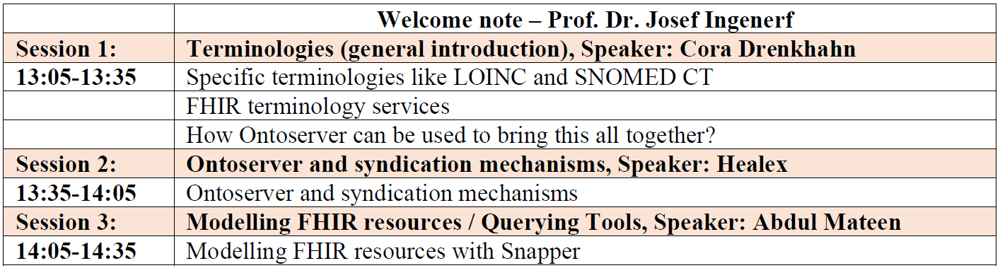 Welcome note – Prof. Dr. Josef Ingenerf
Session 1: Terminologies (general introduction), Speaker: Cora Drenkhahn
13:05-13:35 Specific terminologies like LOINC and SNOMED CT
FHIR terminology services
How Ontoserver can be used to bring this all together?
Session 2: Ontoserver and syndication mechanisms, Speaker: Healex
13:35-14:05 Ontoserver and syndication mechanisms
Session 3: Modelling FHIR resources / Querying Tools, Speaker: Abdul Mateen
14:05-14:35 Modelling FHIR resources with Snapper